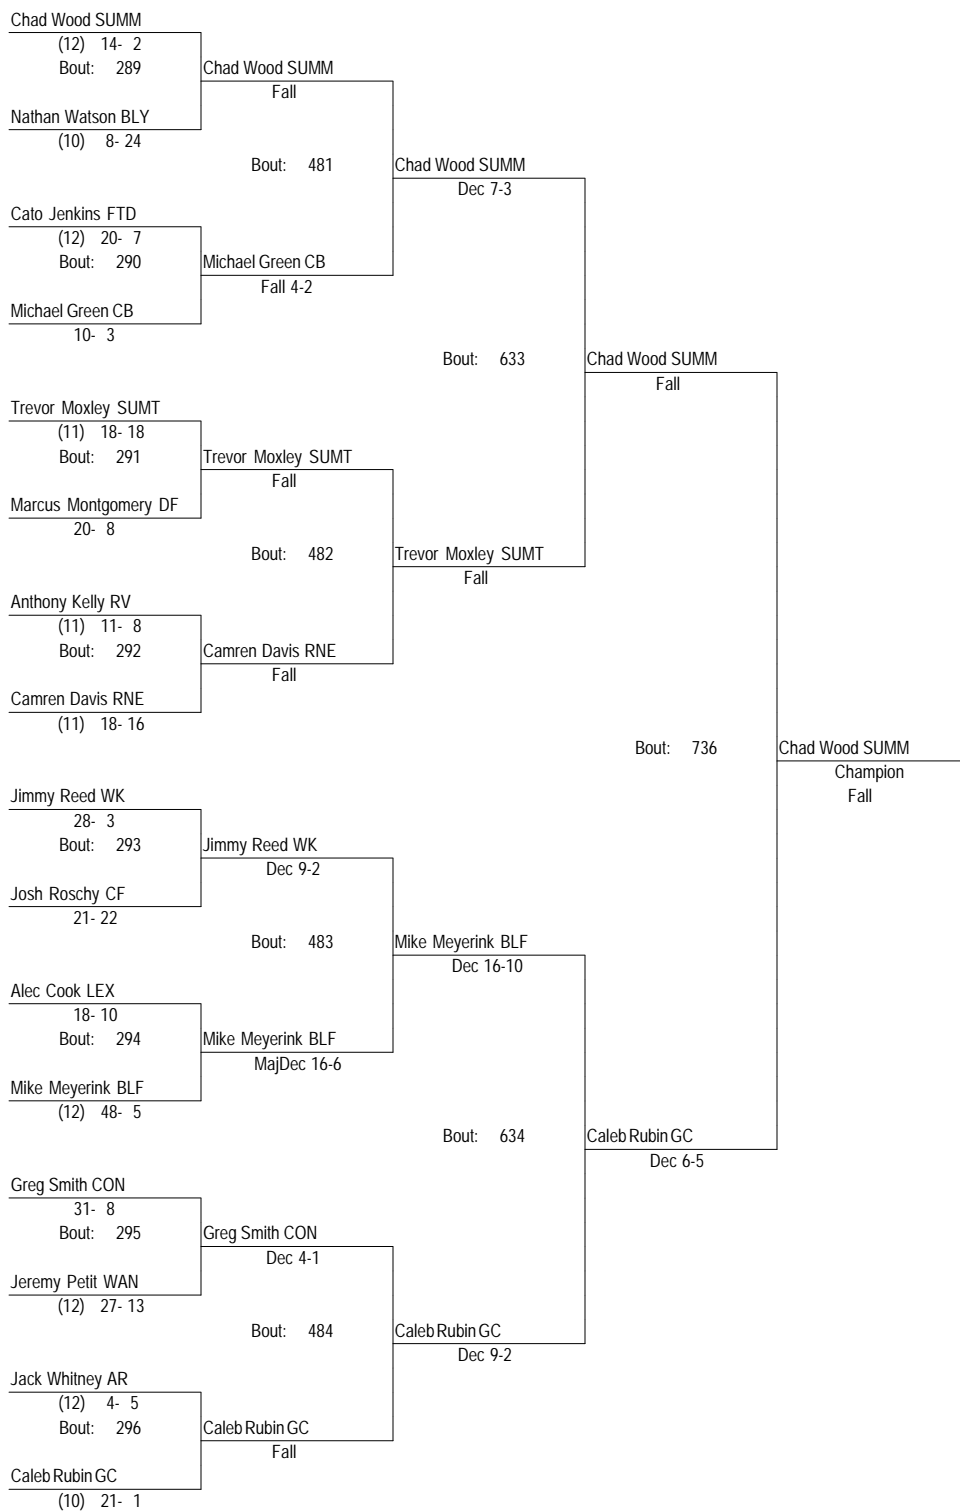 Chad Wood SUMM
(12) 14- 2
Bout: 289
Chad Wood SUMM
Fall
Nathan Watson BLY
(10) 8- 24
Bout: 481
Chad Wood SUMM
Dec 7-3
Cato Jenkins FTD
(12) 20- 7
Bout: 290
Michael Green CB
Fall 4-2
Michael Green CB
10- 3
Bout: 633
Chad Wood SUMM
Fall
Trevor Moxley SUMT
(11) 18- 18
Bout: 291
Trevor Moxley SUMT
Fall
Marcus Montgomery DF
20- 8
Bout: 482
Trevor Moxley SUMT
Fall
Anthony Kelly RV
(11) 11- 8
Bout: 292
Camren Davis RNE
Fall
Camren Davis RNE
(11) 18- 16
Bout: 736
Chad Wood SUMM
Champion
Fall
Jimmy Reed WK
28- 3
Bout: 293
Jimmy Reed WK
Dec 9-2
Josh Roschy CF
21- 22
Bout: 483
Mike Meyerink BLF
Dec 16-10
Alec Cook LEX
18- 10
Bout: 294
Mike Meyerink BLF
MajDec 16-6
Mike Meyerink BLF
(12) 48- 5
Bout: 634
Caleb Rubin GC
Dec 6-5
Greg Smith CON
31- 8
Bout: 295
Greg Smith CON
Dec 4-1
Jeremy Petit WAN
(12) 27- 13
Bout: 484
Caleb Rubin GC
Dec 9-2
Jack Whitney AR
(12) 4- 5
Bout: 296
Caleb Rubin GC
Fall
Caleb Rubin GC
(10) 21- 1